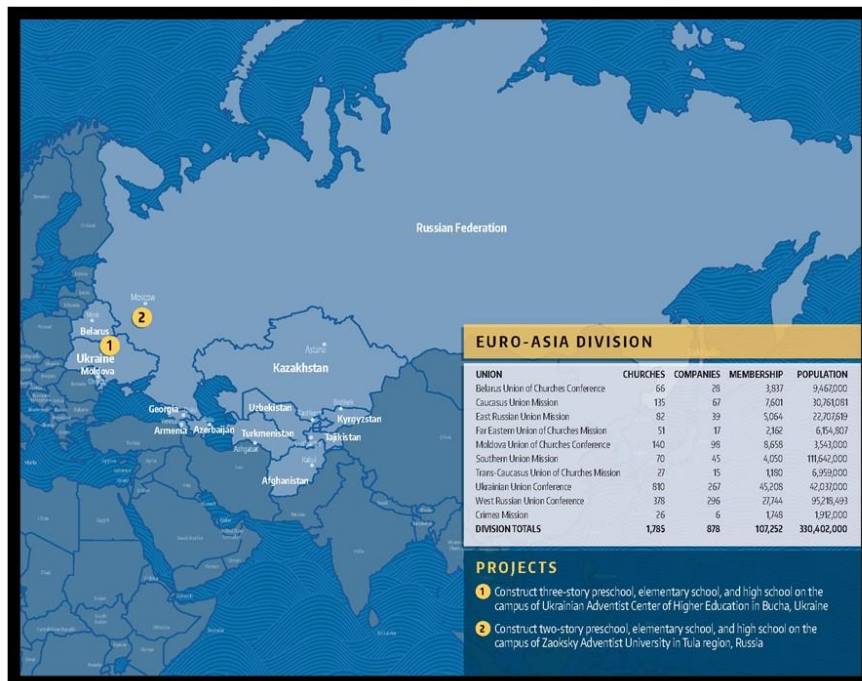 Russian Federation
Moscow
Minsk
Belarus
Ukraine
Moldova
Astana
Kazakhstan
Georgia
Armenia
Azerbaijan
Uzbekistan
Turkmenistan
Ashgabat
Kyrgyzstan
Tajikistan
Kabul
Afghanistan
EURO-ASIA DIVISION
UNION CHURCHES COMPANIES MEMBERSHIP POPULATION
Belarus Union of Churches Conference 66 28 3,837 9,467,000
Caucasus Union Mission 135 67 7,601 30,761,081
East Russian Union Mission 82 39 5,064 22,707,619
Far Eastern Union of Churches Mission 51 17 2,162 6,154,807
Moldova Union of Churches Conference 140 98 8,658 3,543,000
Southern Union Mission 70 45 4,050 111,642,000
Trans-Caucasus Union of Churches Mission 27 15 1,180 6,959,000
Ukrainian Union Conference 810 267 45,208 42,037,000
West Russian Union Conference 378 296 27,744 95,218,493
Crimea Mission 26 6 1,748 1,912,000
DIVISION TOTALS 1,785 878 107,252 330,402,000
PROJECTS
1 Construct three-story preschool, elementary school, and high school on the
campus of Ukrainian Adventist Center of Higher Education in Bucha, Ukraine
2 Construct two-story preschool, elementary school, and high school on the
campus of Zaoksky Adventist University in Tula region, Russia